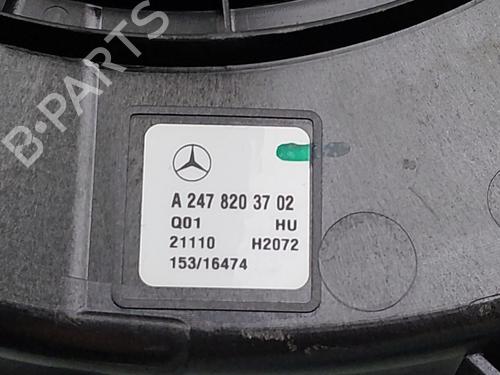 B-PARTS
A 247 820 37 02
Q01 HU
21110 H2072
153/16474